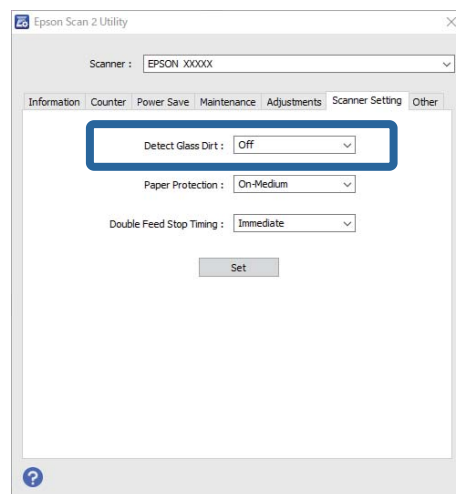 Epson Scan 2 Utility
Scanner : EPSON XXXXX
Information Counter Power Save Maintenance Adjustments Scanner Setting Other
Detect Glass Dirt : Off
Paper Protection : On-Medium
Double Feed Stop Timing : Immediate
Set